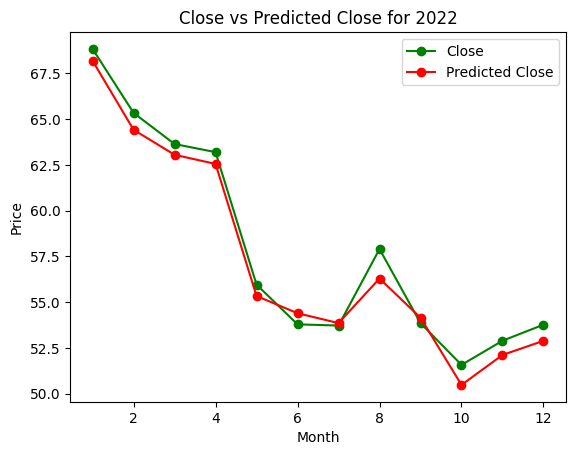 Close vs Predicted Close for 2022
Close
Predicted Close
67.5
65.0
62.5
60.0
57.5
55.0
52.5
50.0
Price
2
4
6
8
10
12
Month